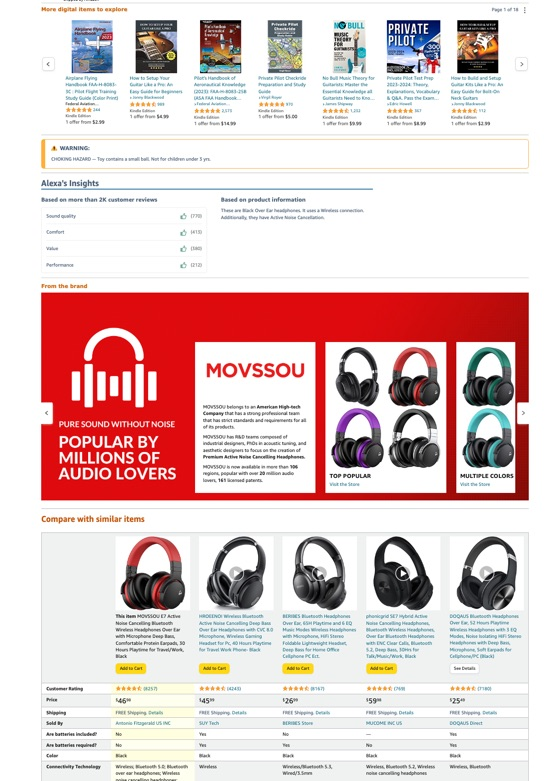 More digital items to explore
Page 1 of 18
Airplane Flying
Handbook FAA-H-8083-
3C: Pilot Flight Training
Study Guide (Color Print)
Federal Aviation...
Kindle Edition
1 offer from $2.99
How to Setup Your
Guitar Like a Pro: An
Easy Guide for Beginners
Jonny Blackwood
Kindle Edition
1 offer from $4.99
Pilot's Handbook of
Aeronautical Knowledge
(2023) FAA-H-8083-25B
(ASA FAA Handbook...
Federal Aviation...
Kindle Edition
1 offer from $14.99
Private Pilot Checkride
Preparation and Study
Guide
Kindle Edition
1 offer from $5.00
No Bull Music Theory for
Guitarists: Master the
Essential Knowledge all
Guitarists Need to Kno...
James Shipway
Kindle Edition
1 offer from $9.99
Private Pilot Test Prep
2023-2024: Theory,
Explanations, Vocabulary
& Q&A. Pass the Exam...
Kindle Edition
1 offer from $8.99
How to Build and Setup
Guitar Kits like a Pro: An
Easy Guide for Bolt-On
Neck Guitars
Jonny Blackwood
Kindle Edition
1 offer from $2.99
WARNING:
CHOKING HAZARD — Toy contains a small ball. Not for children under 3 yrs.
Alexa's Insights
Based on more than 2K customer reviews
Sound quality (770)
Comfort (413)
Value (380)
Performance (212)
Based on product information
These are Black Over Ear headphones. It uses a Wireless connection.
Additionally, they have Active Noise Cancellation.
From the brand
PURE SOUND WITHOUT NOISE
POPULAR BY
MILLIONS OF
AUDIO LOVERS
MOVSSOU
MOVSSOU belongs to an American High-tech
Company that has a strong professional team
that has strict standards and requirements for all
of its products.
MOVSSOU has R&D teams composed of
industrial designers, PhDs in acoustic tuning, and
aesthetic designers to focus on the creation of
Premium Active Noise Cancelling Headphones.
MOVSSOU is now available in more than 106
regions, popular with over 20 million audio
lovers, 161 licensed patents.
TOP POPULAR
Visit the Store
MULTIPLE COLORS
Visit the Store
Compare with similar items
This item MOVSSOU E7 Active
Noise Cancelling Bluetooth
Wireless Headphones Over Ear
with Microphone Deep Bass,
Comfortable Protein Earpads, 30
Hours Playtime for Travel/Work,
Black
Add to Cart
HROEENOI Wireless Bluetooth
Active Noise Cancelling Deep Bass
Headphones with CVC 8.0
Microphone, Wireless Gaming
Headset for Pc, 40 Hours Playtime
for Travel Work Phone- Black
Add to Cart
BERIBES Bluetooth Headphones
Over Ear, 65H Playtime and 6 EQ
Music Modes Wireless Headphones
with Microphone, HiFi Stereo
Foldable Lightweight Headset,
Deep Bass for Home Office
Cellphone PC Ect.
Add to Cart
phonicgrid SE7 Hybrid Active
Noise Cancelling Headphones,
Wireless Bluetooth Headphones,
Over Ear Bluetooth Headphones
with ENC Clear Calls, Bluetooth
5.2, Deep Bass, 30Hrs for
Talk/Music/Work, Black
Add to Cart
DOQAUS Bluetooth Headphones
Over Ear, 52 Hours Playtime
Wireless Headphones with 3 EQ
Modes, Noise Isolating HiFi Stereo
Headphones with Deep Bass,
Microphone, Soft Earpads for
Cellphone/PC (Black)
See Details
Customer Rating (8257) (4243) (8167) (769) (7180)
Price $46 $45 $26 $59 $25
Shipping FREE Shipping. Details FREE Shipping. Details FREE Shipping. Details FREE Shipping. Details FREE Shipping. Details
Sold By Antonio Fitzgerald US INC SUY Tech BERIBES Store MUCOME INC US DOQAUS Direct
Are batteries included? No Yes No — Yes
Are batteries required? No Yes Yes No Yes
Color Black Black Black Black Black
Connectivity Technology Wireless; Bluetooth 5.0; Bluetooth Wireless Wireless/Bluetooth 5.3, Wireless, Bluetooth 5.2, Wireless Wireless, Bluetooth
over ear headphones; Wireless Wired/3.5mm noise cancelling headphones